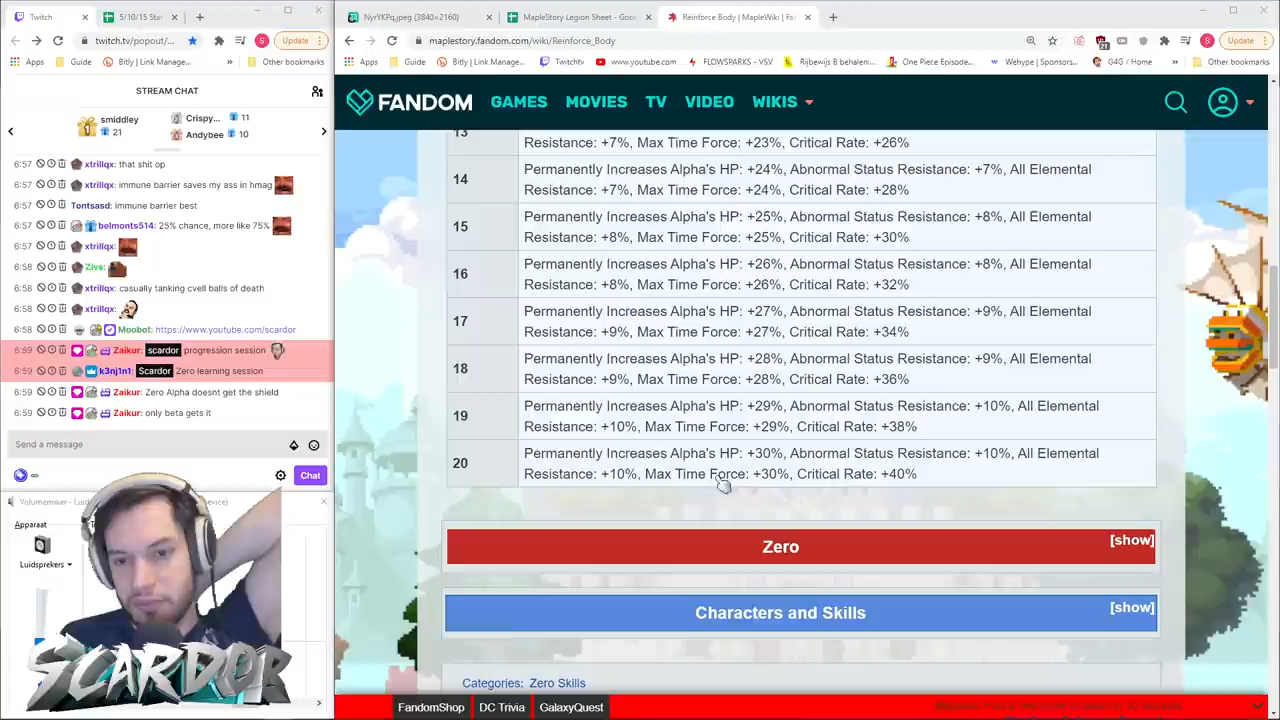 Twitch
5/10/15 Star
Update
twitch.tv/popout/
Apps
Guide
Bitly | Link Manage...
Other bookmarks
STREAM CHAT
smiddley
21
Crispy...
11
Andybee
10
6:57 xtrillqx: that shit op
6:57 xtrillqx: immune barrier saves my ass in hmag
6:57 Tontsasd: immune barrier best
6:57 belmonts514: 25% chance, more like 75%
6:57 xtrillqx:
6:58 Zivs:
6:58 xtrillqx: casually tanking cvell balls of death
6:58 xtrillqx:
6:58 Moobot: https://www.youtube.com/scardor
6:59 Zaikur: scardor progression session
6:59 k3nj1n1: Scardor Zero learning session
6:59 Zaikur: Zero Alpha doesnt get the shield
6:59 Zaikur: only beta gets it
Send a message
Chat
Apparaat
Luidsprekers
SCARDOR
NyrYKPq.jpeg (3840×2160)
MapleStory Legion Sheet - Goo
Reinforce Body | MapleWiki | Fan
Update
maplestory.fandom.com/wiki/Reinforce_Body
21
Apps
Guide
Bitly | Link Manage...
Twitchtv
www.youtube.com
FLOWSPARKS - V.S.V
Rijbewijs B behalen:...
One Piece Episode...
Wehype | Sponsors...
G4G / Home
Other bookmarks
FANDOM
GAMES
MOVIES
TV
VIDEO
WIKIS
13
Resistance: +7%, Max Time Force: +23%, Critical Rate: +26%
14
Permanently Increases Alpha's HP: +24%, Abnormal Status Resistance: +7%, All Elemental
Resistance: +7%, Max Time Force: +24%, Critical Rate: +28%
15
Permanently Increases Alpha's HP: +25%, Abnormal Status Resistance: +8%, All Elemental
Resistance: +8%, Max Time Force: +25%, Critical Rate: +30%
16
Permanently Increases Alpha's HP: +26%, Abnormal Status Resistance: +8%, All Elemental
Resistance: +8%, Max Time Force: +26%, Critical Rate: +32%
17
Permanently Increases Alpha's HP: +27%, Abnormal Status Resistance: +9%, All Elemental
Resistance: +9%, Max Time Force: +27%, Critical Rate: +34%
18
Permanently Increases Alpha's HP: +28%, Abnormal Status Resistance: +9%, All Elemental
Resistance: +9%, Max Time Force: +28%, Critical Rate: +36%
19
Permanently Increases Alpha's HP: +29%, Abnormal Status Resistance: +10%, All Elemental
Resistance: +10%, Max Time Force: +29%, Critical Rate: +38%
20
Permanently Increases Alpha's HP: +30%, Abnormal Status Resistance: +10%, All Elemental
Resistance: +10%, Max Time Force: +30%, Critical Rate: +40%
Zero
[show]
Characters and Skills
[show]
Categories: Zero Skills
FandomShop
DC Trivia
GalaxyQuest